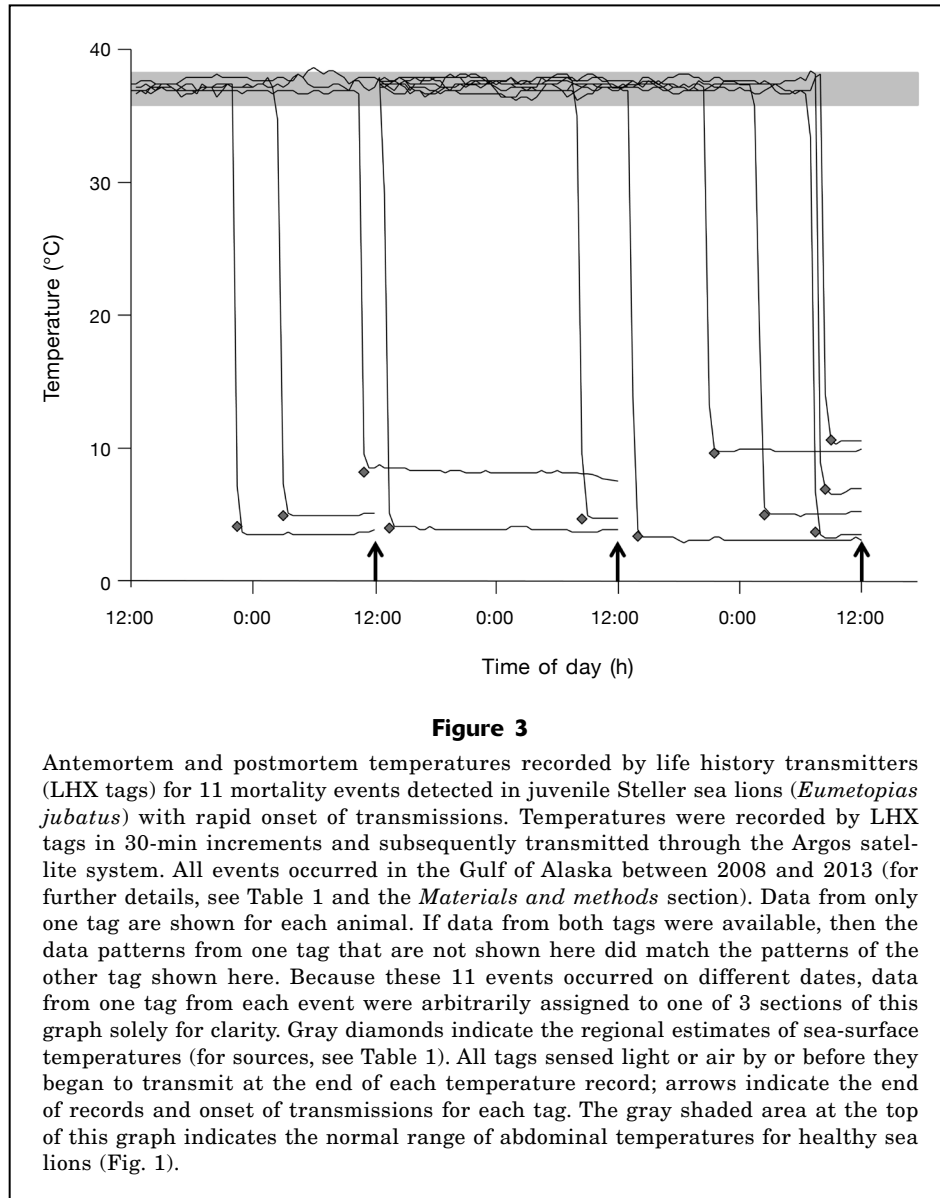 40
30
20
10
0
Temperature (°C)
12:00 0:00 12:00 0:00 12:00 0:00 12:00
Time of day (h)
Figure 3
Antemortem and postmortem temperatures recorded by life history transmitters
(LHX tags) for 11 mortality events detected in juvenile Steller sea lions (Eumetopias
jubatus) with rapid onset of transmissions. Temperatures were recorded by LHX
tags in 30-min increments and subsequently transmitted through the Argos satel-
lite system. All events occurred in the Gulf of Alaska between 2008 and 2013 (for
further details, see Table 1 and the Materials and methods section). Data from only
one tag are shown for each animal. If data from both tags were available, then the
data patterns from one tag that are not shown here did match the patterns of the
other tag shown here. Because these 11 events occurred on different dates, data
from one tag from each event were arbitrarily assigned to one of 3 sections of this
graph solely for clarity. Gray diamonds indicate the regional estimates of sea-surface
temperatures (for sources, see Table 1). All tags sensed light or air by or before they
began to transmit at the end of each temperature record; arrows indicate the end
of records and onset of transmissions for each tag. The gray shaded area at the top
of this graph indicates the normal range of abdominal temperatures for healthy sea
lions (Fig. 1).